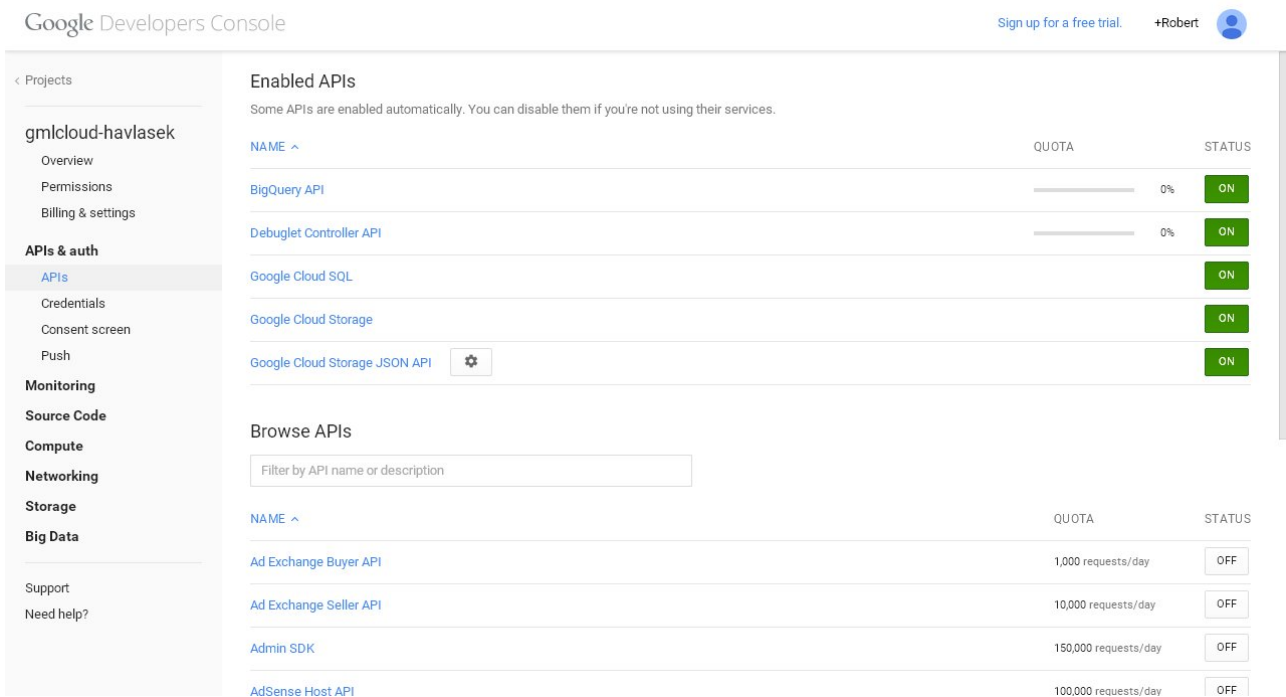 Google Developers Console
Sign up for a free trial. +Robert
Projects
gmlcloud-havlasek
Overview
Permissions
Billing & settings
APIs & auth
APIs
Credentials
Consent screen
Push
Monitoring
Source Code
Compute
Networking
Storage
Big Data
Support
Need help?
Enabled APIs
Some APIs are enabled automatically. You can disable them if you're not using their services.
NAME QUOTA STATUS
BigQuery API 0% ON
Debuglet Controller API 0% ON
Google Cloud SQL ON
Google Cloud Storage ON
Google Cloud Storage JSON API ON
Browse APIs
Filter by API name or description
NAME QUOTA STATUS
Ad Exchange Buyer API 1,000 requests/day OFF
Ad Exchange Seller API 10,000 requests/day OFF
Admin SDK 150,000 requests/day OFF
AdSense Host API 100,000 requests/day OFF